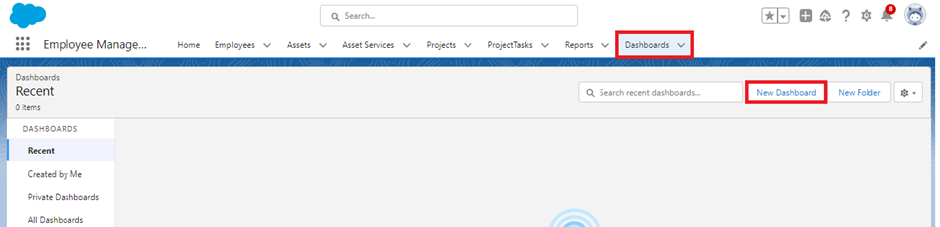 Search...
8
Employee Manage... Home Employees Assets Asset Services Projects ProjectTasks Reports Dashboards
Dashboards
Recent
0 items
Search recent dashboards... New Dashboard New Folder
DASHBOARDS
Recent
Created by Me
Private Dashboards
All Dashboards